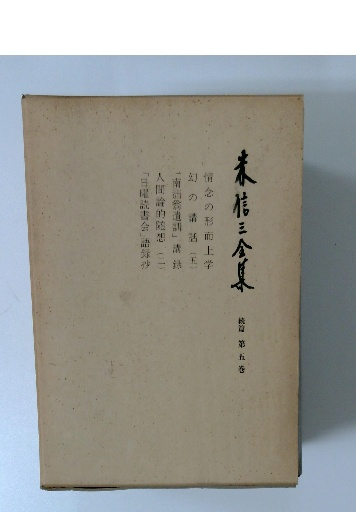 森信三全集
続篇 第五巻
情念の形而上学
幻の講話(五)
「南洲翁遺訓」講録
人間論的随想(二)
「日曜読書会」語録抄